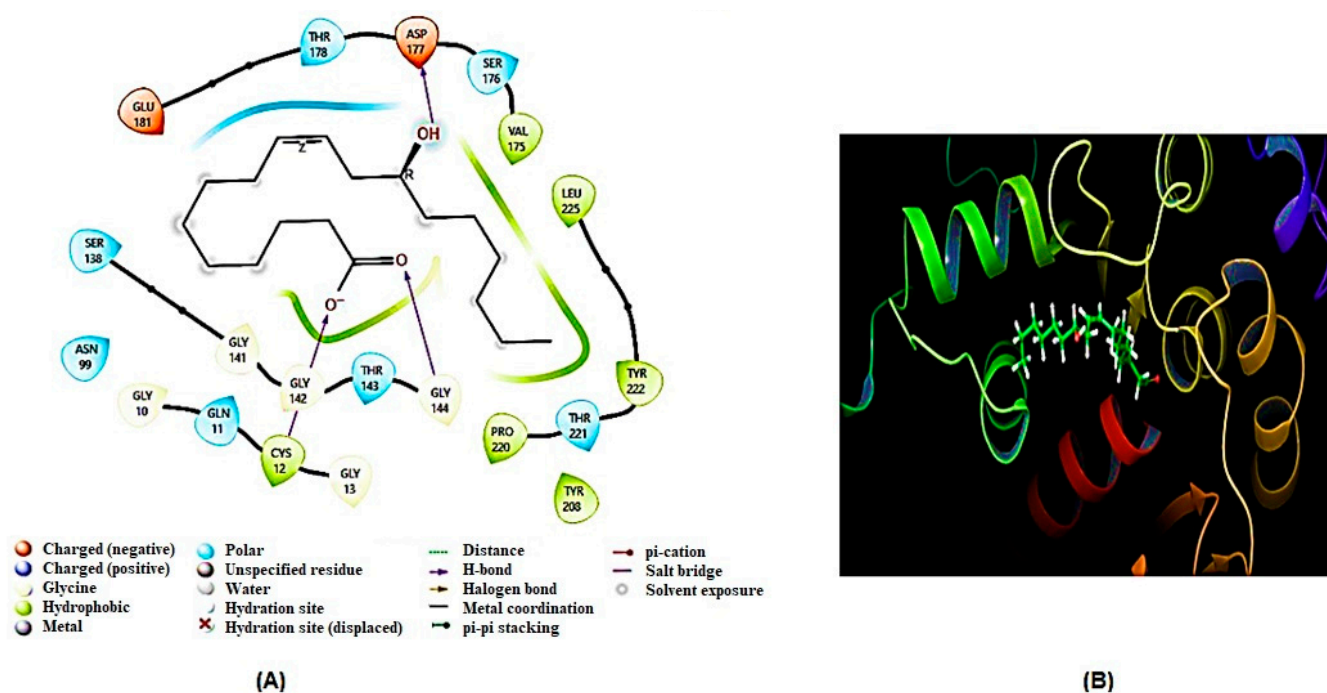 THR
178
ASP
177
SER
176
GLU
181
VAL
175
OH
Z
R
LEU
225
SER
138
O
O⁻
GLY
141
ASN
99
GLY
142
THR
143
GLY
144
TYR
222
GLY
10
GLN
11
PRO
220
THR
221
CYS
12
GLY
13
TYR
208
Charged (negative)
Charged (positive)
Glycine
Hydrophobic
Metal
Polar
Unspecified residue
Water
Hydration site
Hydration site (displaced)
Distance
H-bond
Halogen bond
Metal coordination
pi-pi stacking
pi-cation
Salt bridge
Solvent exposure
(A)
(B)